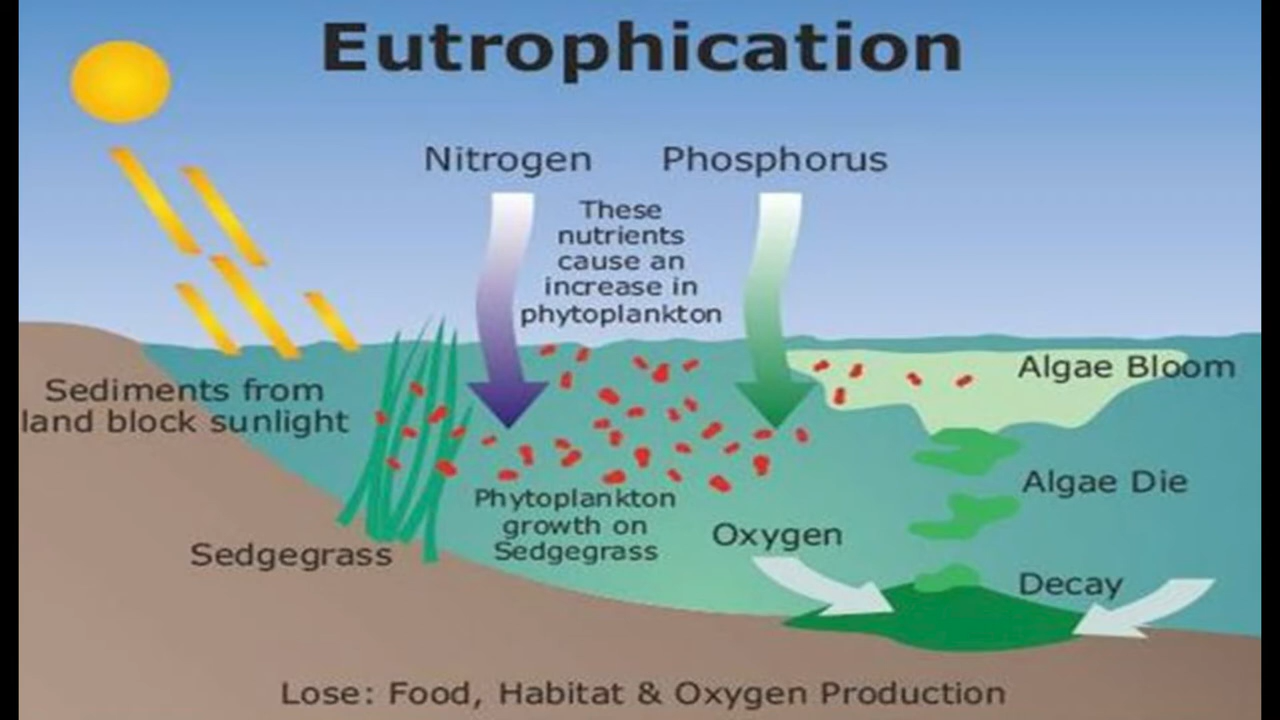 Eutrophication
Nitrogen
Phosphorus
These
nutrients
cause an
increase in
phytoplankton
Sediments from
land block sunlight
Algae Bloom
Algae Die
Phytoplankton
growth on
Sedgegrass
Oxygen
Sedgegrass
Decay
Lose: Food, Habitat & Oxygen Production